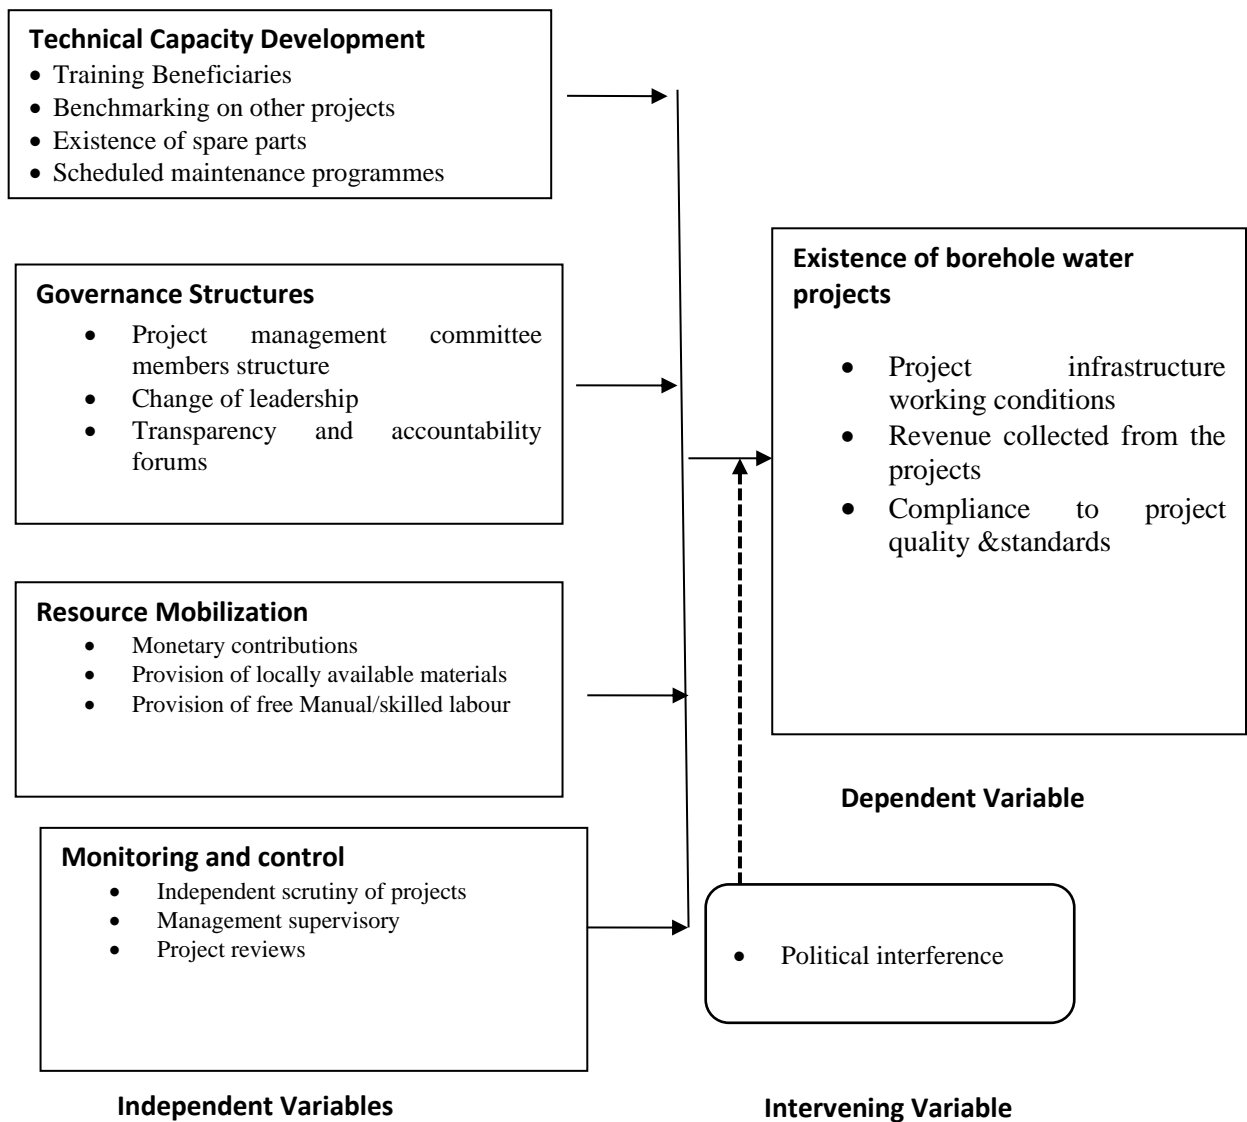 Technical Capacity Development
• Training Beneficiaries
• Benchmarking on other projects
• Existence of spare parts
• Scheduled maintenance programmes
Governance Structures
• Project management committee
members structure
• Change of leadership
• Transparency and accountability
forums
Resource Mobilization
• Monetary contributions
• Provision of locally available materials
• Provision of free Manual/skilled labour
Monitoring and control
• Independent scrutiny of projects
• Management supervisory
• Project reviews
Independent Variables
Existence of borehole water
projects
• Project infrastructure
working conditions
• Revenue collected from the
projects
• Compliance to project
quality &standards
Dependent Variable
• Political interference
Intervening Variable